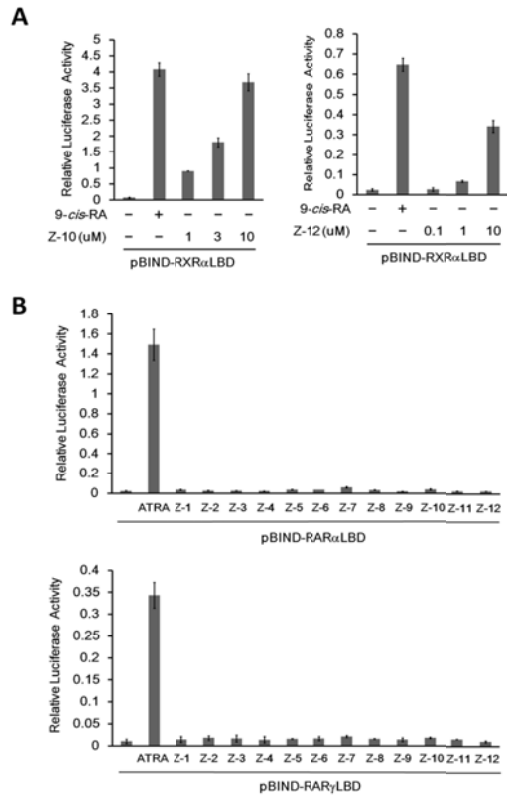 A
Relative Luciferase Activity
5
4.5
4
3.5
3
2.5
2
1.5
1
0.5
0
9-cis-RA − + − − −
Z-10 (uM) − − 1 3 10
pBIND-RXRαLBD
Relative Luciferase Activity
0.8
0.7
0.6
0.5
0.4
0.3
0.2
0.1
0
9-cis-RA − + − − −
Z-12 (uM) − − 0.1 1 10
pBIND-RXRαLBD
B
Relative Luciferase Activity
1.8
1.6
1.4
1.2
1
0.8
0.6
0.4
0.2
0
ATRA Z-1 Z-2 Z-3 Z-4 Z-5 Z-6 Z-7 Z-8 Z-9 Z-10 Z-11 Z-12
pBIND-RARαLBD
Relative Luciferase Activity
0.4
0.35
0.3
0.25
0.2
0.15
0.1
0.05
0
ATRA Z-1 Z-2 Z-3 Z-4 Z-5 Z-6 Z-7 Z-8 Z-9 Z-10 Z-11 Z-12
pBIND-RARγLBD